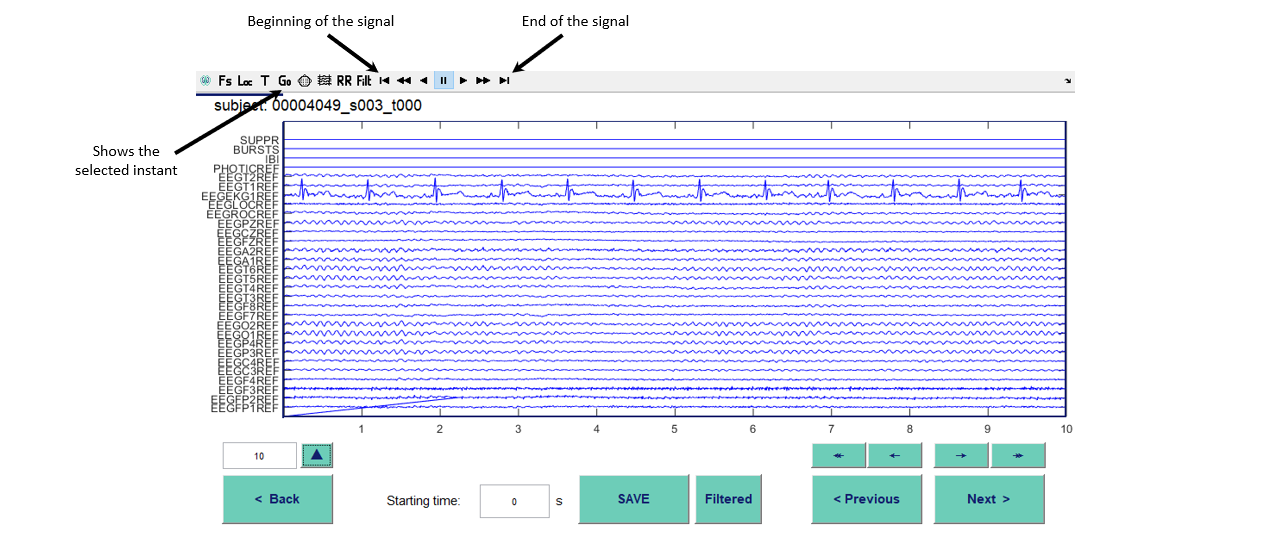 Beginning of the signal
End of the signal
Fs Loc T Go RR Filt
subject: 00004049_s003_t000
Shows the
selected instant
SUPPR
BURSTS
IBI
PHOTICREF
EEGT2REF
EEGT1REF
EEGEKG1REF
EEGLOCREF
EEGROCREF
EEGPZREF
EEGCZREF
EEGFZREF
EEGA2REF
EEGA1REF
EEGT6REF
EEGT5REF
EEGT4REF
EEGT3REF
EEGF8REF
EEGF7REF
EEGO2REF
EEGO1REF
EEGP4REF
EEGP3REF
EEGC4REF
EEGC3REF
EEGF4REF
EEGF3REF
EEGFP2REF
EEGFP1REF
1 2 3 4 5 6 7 8 9 10
10
< Back
Starting time: 0 s
SAVE
Filtered
< Previous
Next >